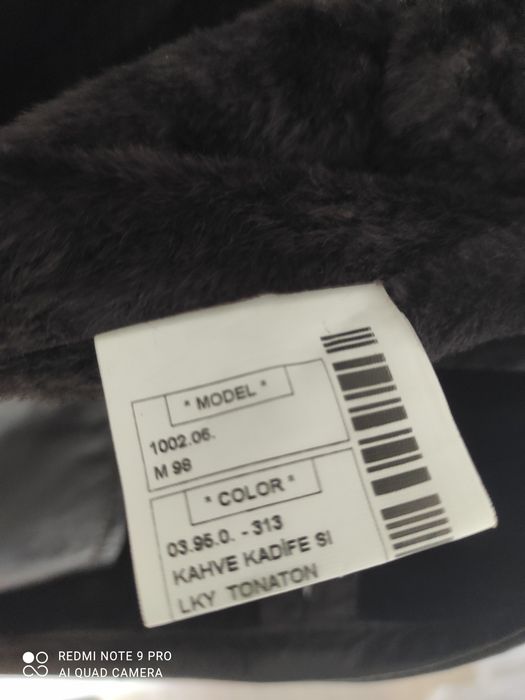 * MODEL *
1002.06.
M 98
* COLOR *
03.95.0. - 313
KAHVE KADİFE SI
LKY TONATON
REDMI NOTE 9 PRO
AI QUAD CAMERA